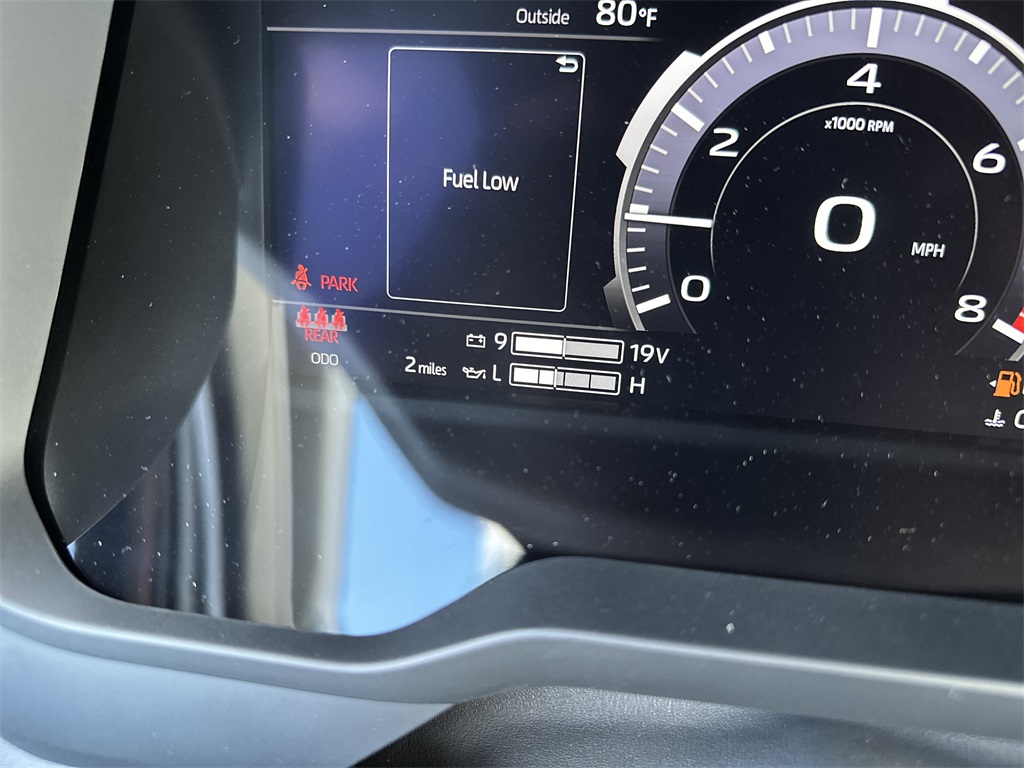 Outside 80°F
Fuel Low
4
x1000 RPM
2
6
0
MPH
0
8
PARK
REAR
ODO
2 miles
9 19V
L H